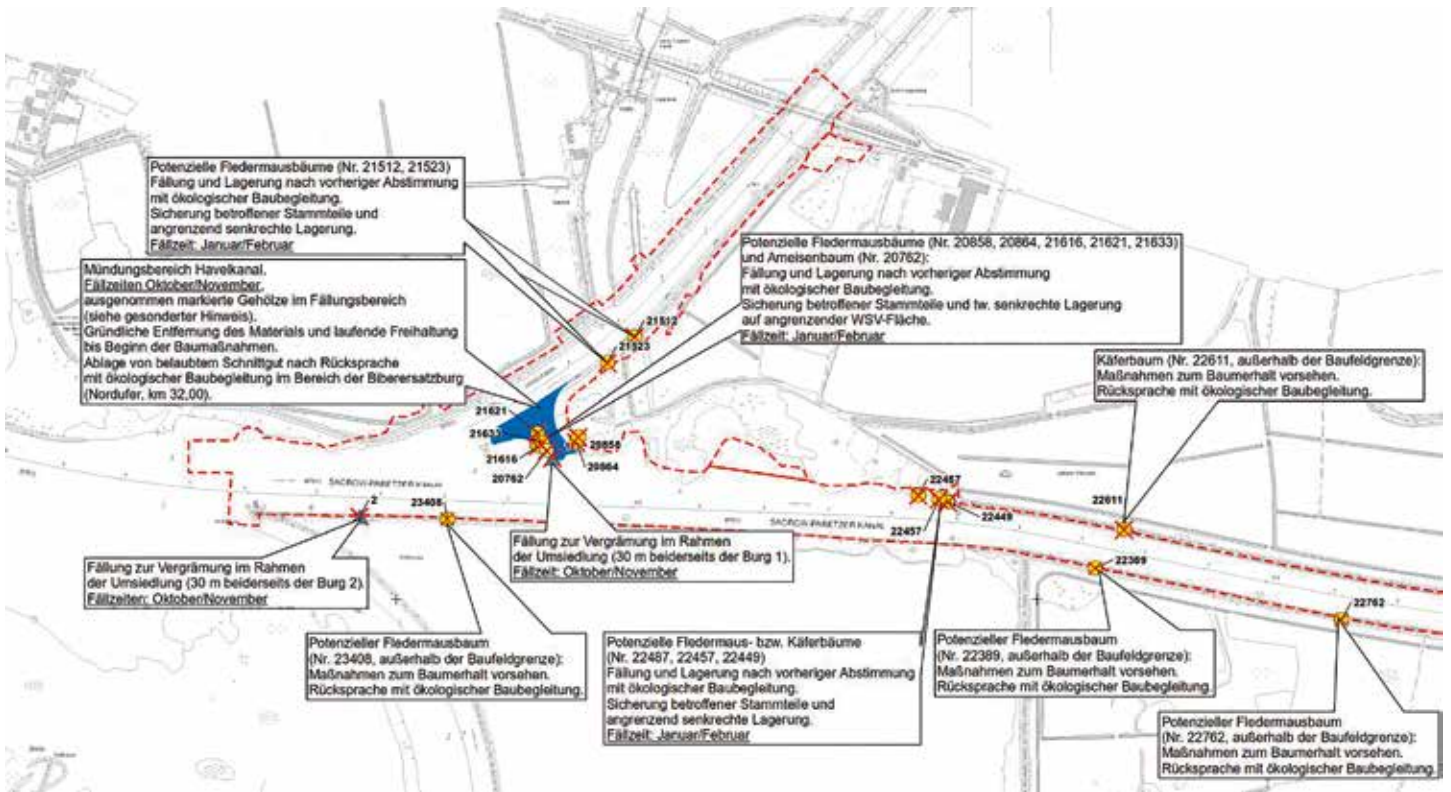 Potenzielle Fledermausbäume (Nr. 21512, 21523)
Fällung und Lagerung nach vorheriger Abstimmung
mit ökologischer Baubegleitung.
Sicherung betroffener Stammteile und
angrenzend senkrechte Lagerung.
Fällzeit: Januar/Februar
Mündungsbereich Havelkanal.
Fällzeiten Oktober/November,
ausgenommen markierte Gehölze im Fällungsbereich
(siehe gesonderter Hinweis).
Gründliche Entfernung des Materials und laufende Freihaltung
bis Beginn der Baumaßnahmen.
Ablage von belaubtem Schnittgut nach Rücksprache
mit ökologischer Baubegleitung im Bereich der Biberersatzburg
(Nordufer, km 32,00).
Potenzielle Fledermausbäume (Nr. 20858, 20864, 21616, 21621, 21633)
und Ameisenbaum (Nr. 20762):
Fällung und Lagerung nach vorheriger Abstimmung
mit ökologischer Baubegleitung.
Sicherung betroffener Stammteile und tw. senkrechte Lagerung
auf angrenzender WSV-Fläche.
Fällzeit: Januar/Februar
Käferbaum (Nr. 22611, außerhalb der Baufeldgrenze):
Maßnahmen zum Baumerhalt vorsehen.
Rücksprache mit ökologischer Baubegleitung.
21512
21523
21621
21633
21616
20762
20858
20864
SACROW-PARETZER KANAL
2
23408
22487
22457
22449
SACROW-PARETZER KANAL
22611
22389
22762
Fällung zur Vergrämung im Rahmen
der Umsiedlung (30 m beiderseits der Burg 2).
Fällzeiten: Oktober/November
Fällung zur Vergrämung im Rahmen
der Umsiedlung (30 m beiderseits der Burg 1).
Fällzeit: Oktober/November
Potenzieller Fledermausbaum
(Nr. 23408, außerhalb der Baufeldgrenze):
Maßnahmen zum Baumerhalt vorsehen.
Rücksprache mit ökologischer Baubegleitung.
Potenzielle Fledermaus- bzw. Käferbäume
(Nr. 22487, 22457, 22449)
Fällung und Lagerung nach vorheriger Abstimmung
mit ökologischer Baubegleitung.
Sicherung betroffener Stammteile und
angrenzend senkrechte Lagerung.
Fällzeit: Januar/Februar
Potenzieller Fledermausbaum
(Nr. 22389, außerhalb der Baufeldgrenze):
Maßnahmen zum Baumerhalt vorsehen.
Rücksprache mit ökologischer Baubegleitung.
Potenzieller Fledermausbaum
(Nr. 22762, außerhalb der Baufeldgrenze):
Maßnahmen zum Baumerhalt vorsehen.
Rücksprache mit ökologischer Baubegleitung